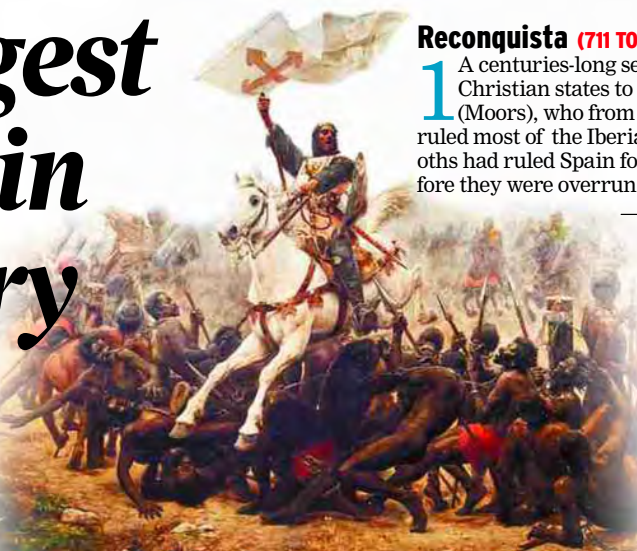 gest
in
ry
Reconquista (711 TO
1 A centuries-long se
Christian states to
(Moors), who from
ruled most of the Iberia
oths had ruled Spain fo
fore they were overrun